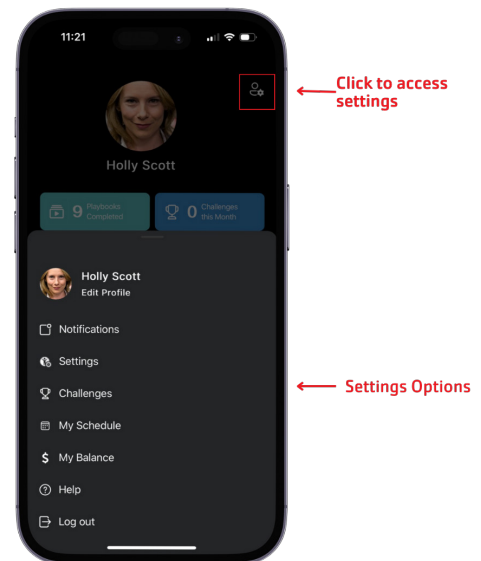 11:21
Click to access
settings
Holly Scott
9 Playbooks
Completed
0 Challenges
this Month
Holly Scott
Edit Profile
Notifications
Settings
Challenges
Settings Options
My Schedule
$ My Balance
Help
Log out